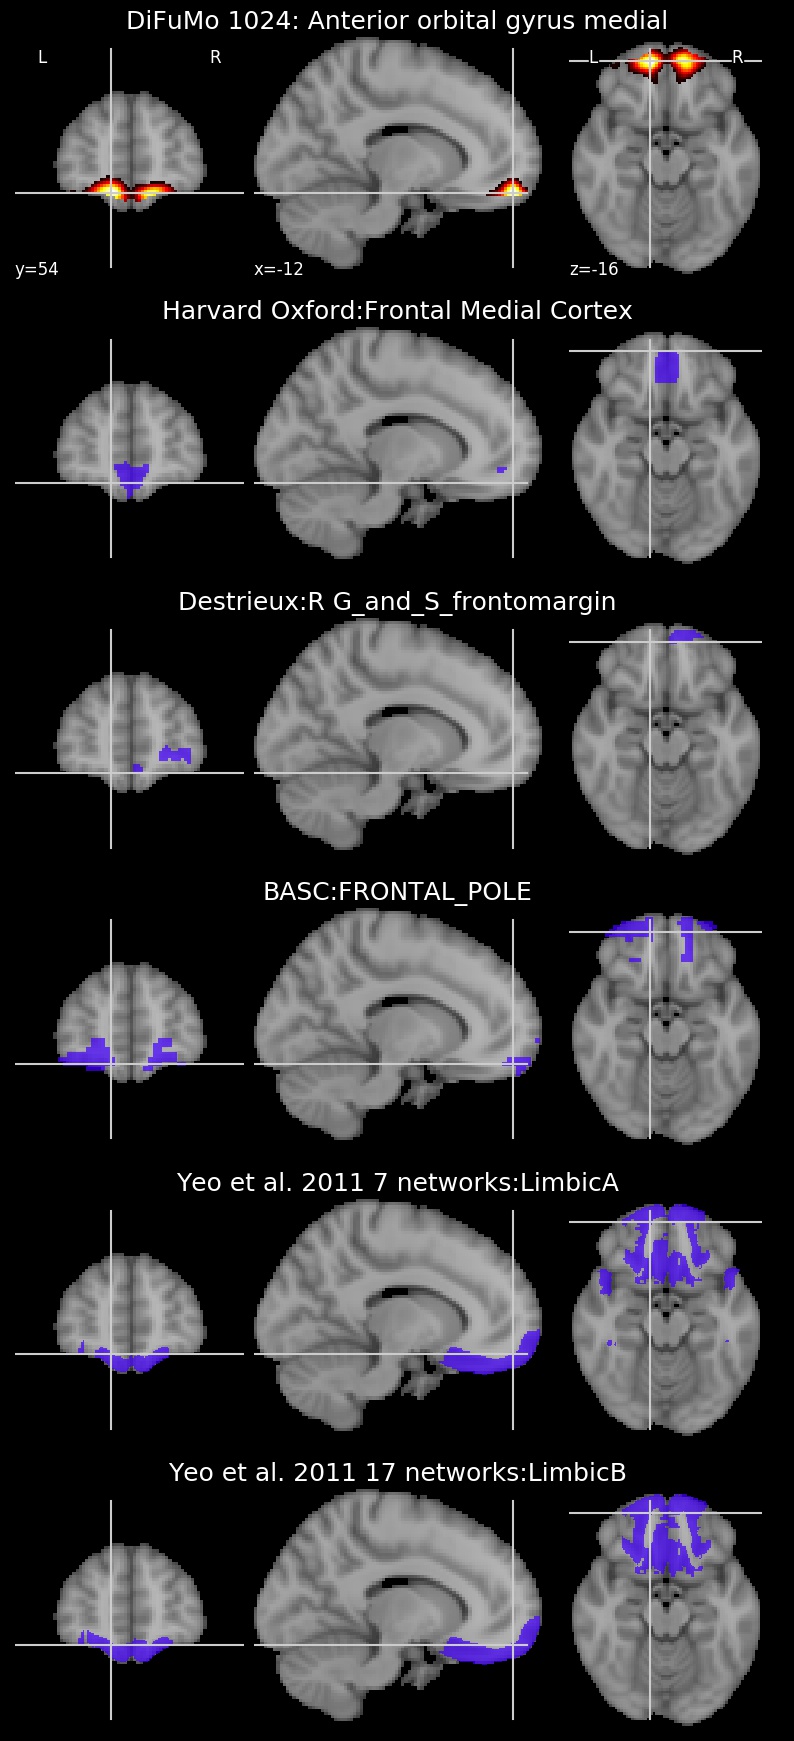 DiFuMo 1024: Anterior orbital gyrus medial
L R L R
y=54 x=-12 z=-16
Harvard Oxford:Frontal Medial Cortex
Destrieux:R G_and_S_frontomargin
BASC:FRONTAL_POLE
Yeo et al. 2011 7 networks:LimbicA
Yeo et al. 2011 17 networks:LimbicB